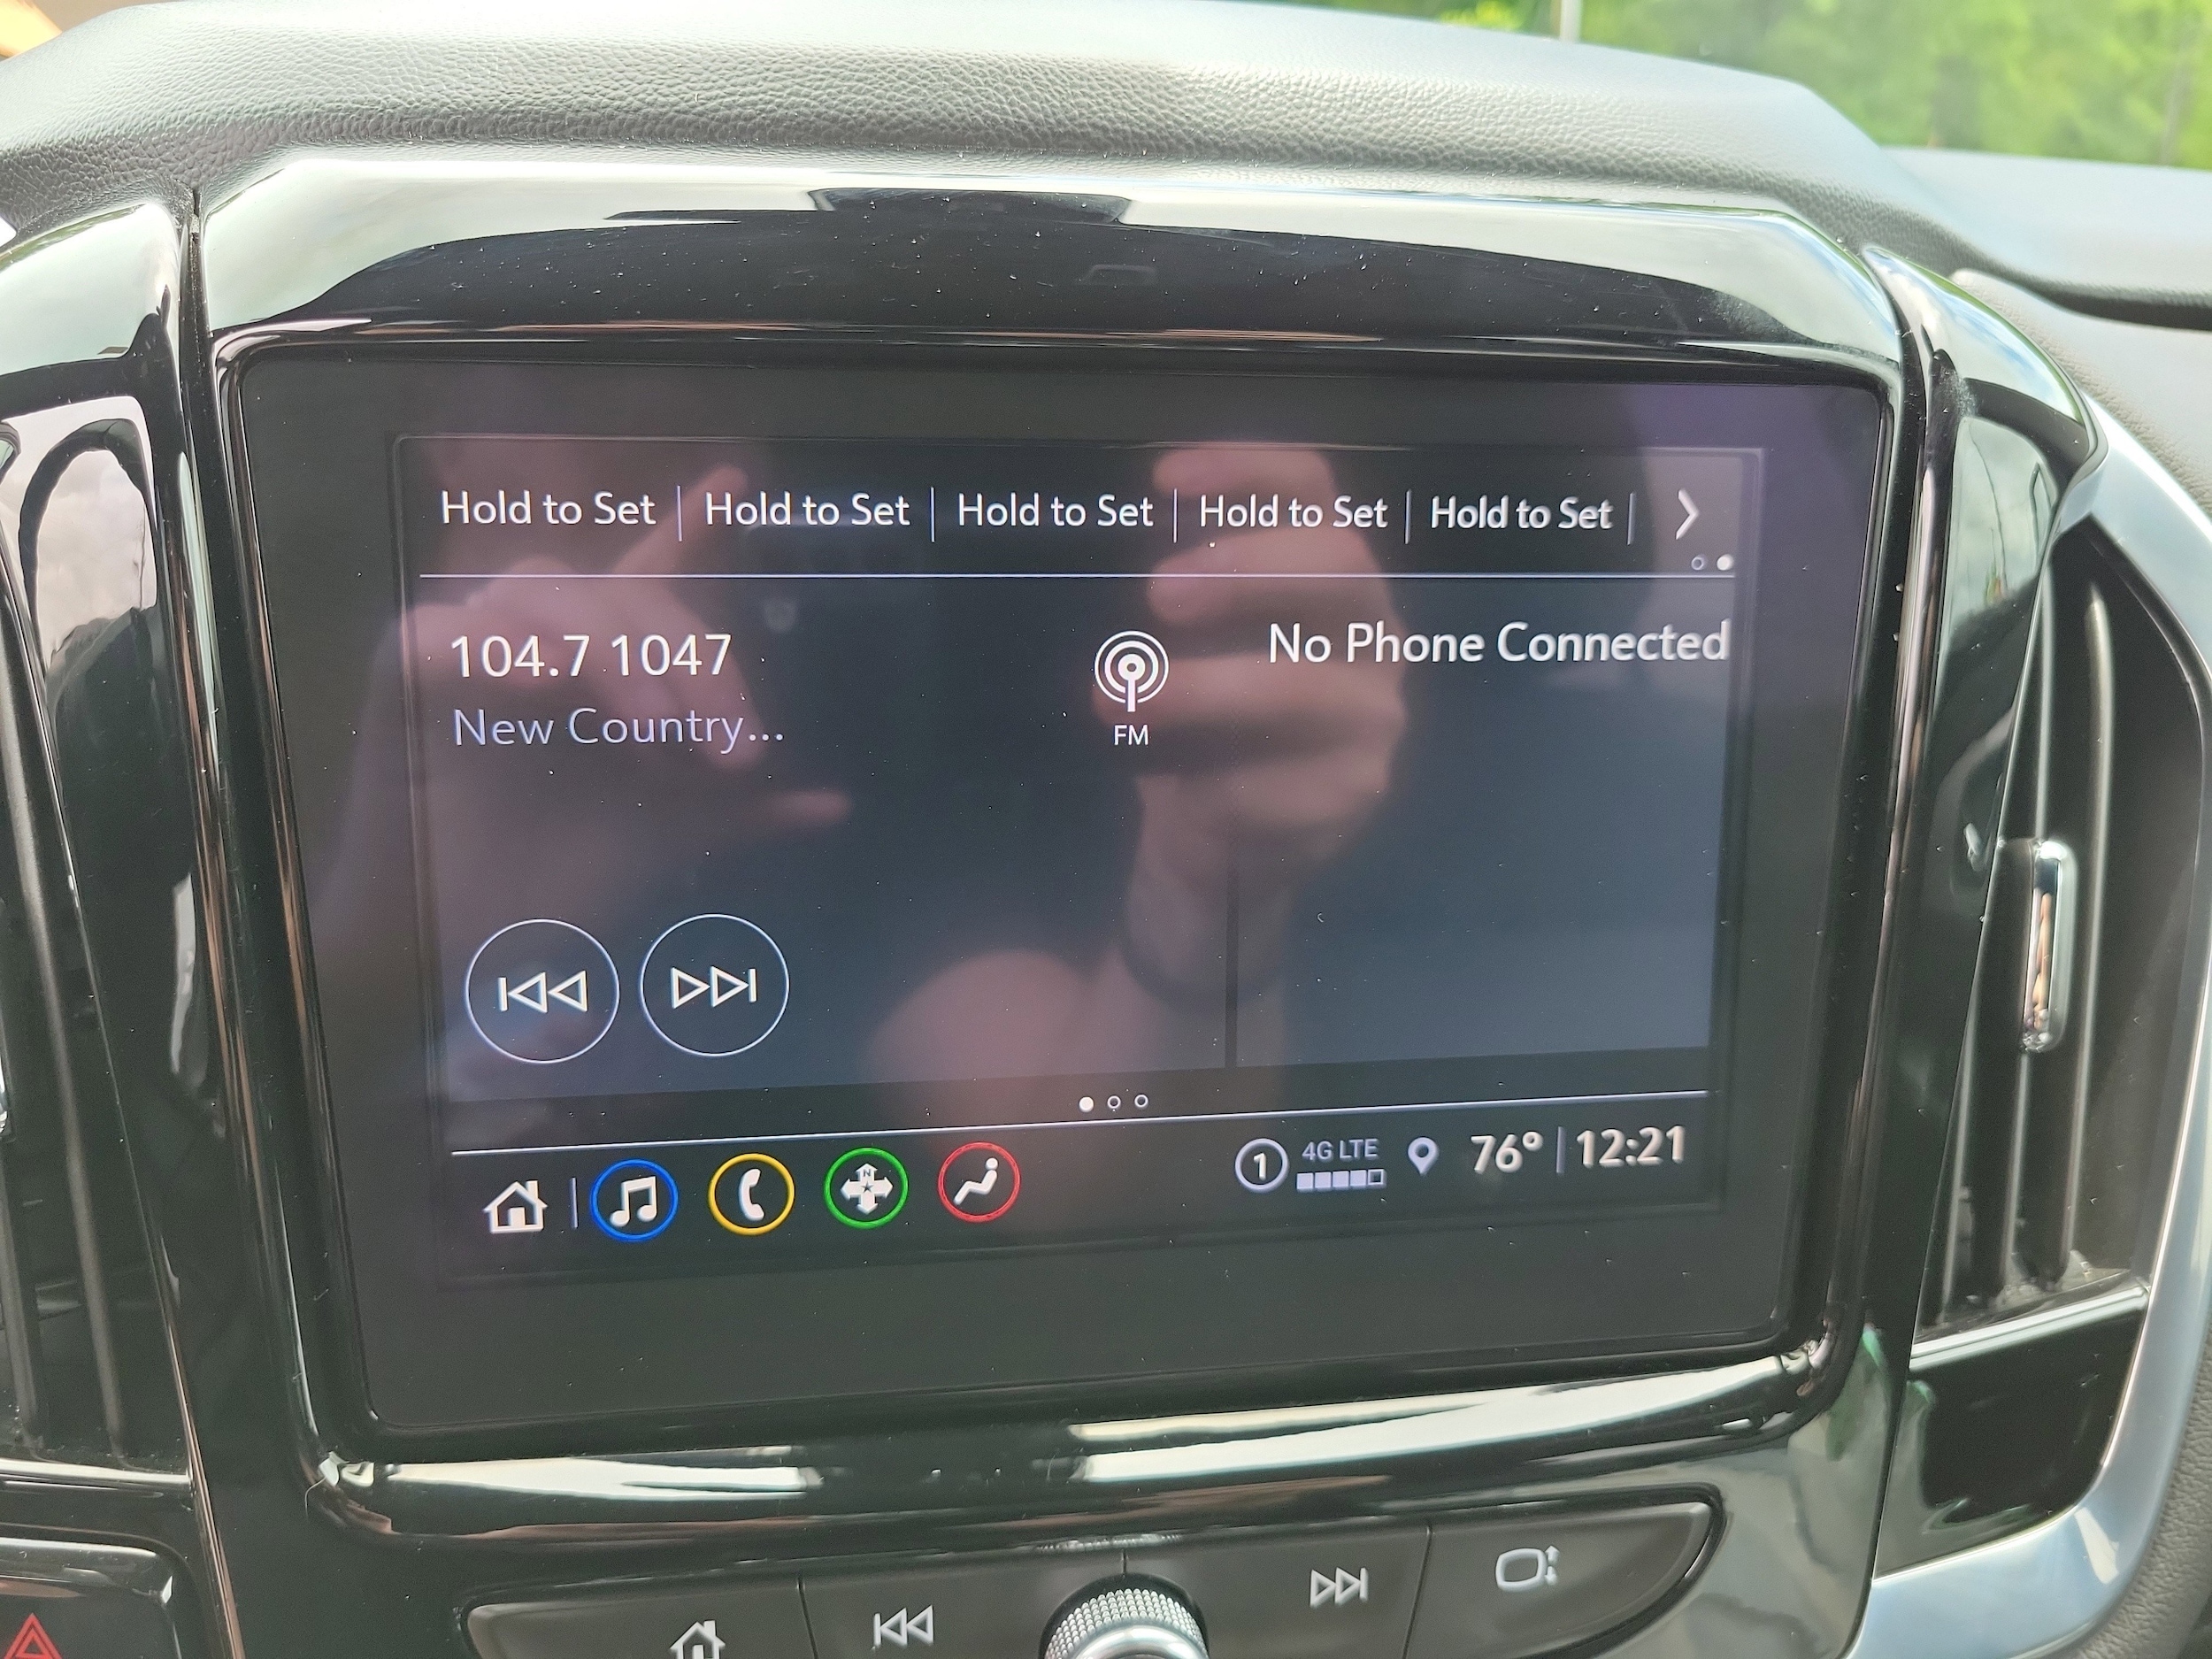 Hold to Set | Hold to Set | Hold to Set | Hold to Set | Hold to Set
104.7 1047
New Country...
FM
No Phone Connected
N
1 4G LTE 76° | 12:21